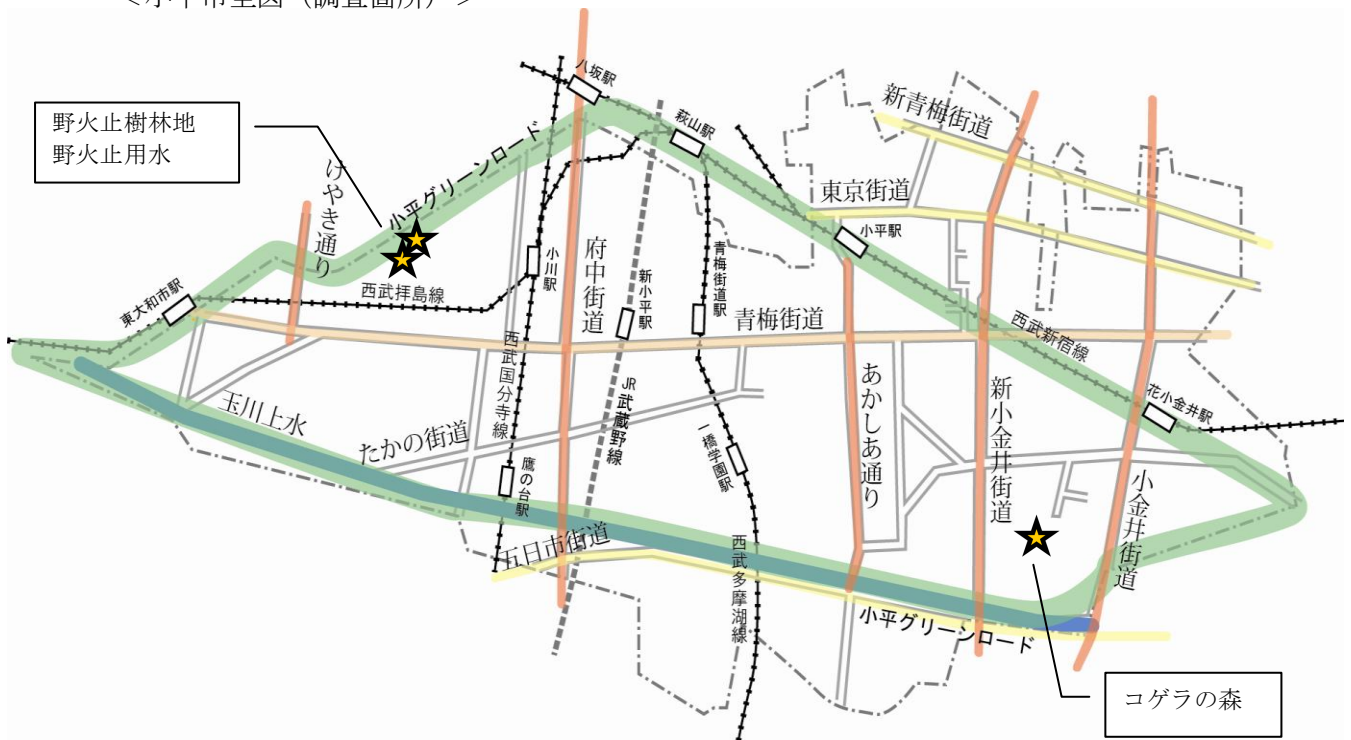 <小平市全図(調査箇所)>
八坂駅
野火止樹林地
野火止用水
萩山駅
新青梅街道
小平グリーンロード
けやき通り
東京街道
小平駅
小川駅
府中街道
新小平駅
青梅街道駅
西武拝島線
東大和市駅
青梅街道
西武新宿線
西武国分寺線
JR武蔵野線
あかしあ通り
新小金井街道
花小金井駅
玉川上水
たかの街道
一橋学園駅
鷹の台駅
小金井街道
五日市街道
西武多摩湖線
小平グリーンロード
コゲラの森